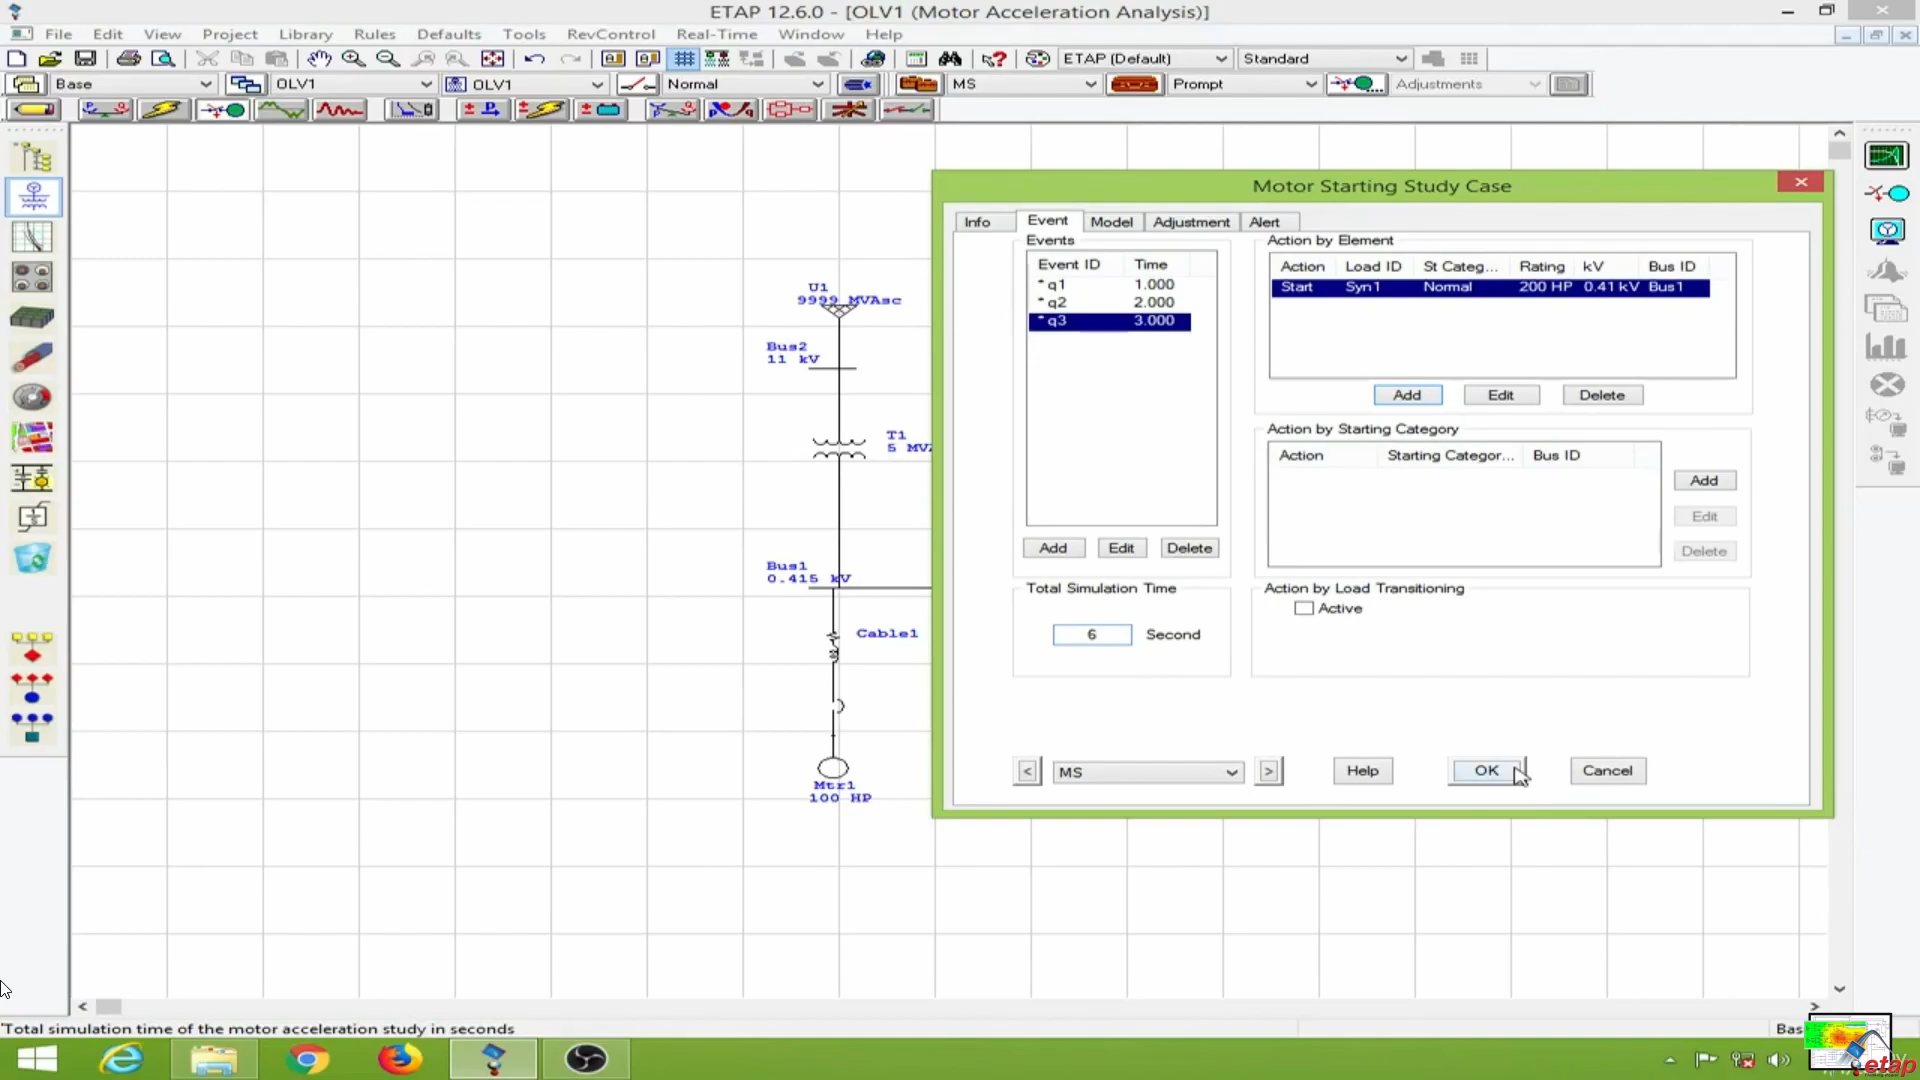 ETAP 12.6.0 - [OLV1 (Motor Acceleration Analysis)]
File Edit View Project Library Rules Defaults Tools RevControl Real-Time Window Help
ETAP (Default) Standard
Base OLV1 OLV1 Normal MS Prompt Adjustments
Motor Starting Study Case
Info Event Model Adjustment Alert
Events
Event ID Time
q1 1.000
q2 2.000
q3 3.000
Add Edit Delete
Total Simulation Time
6 Second
Action by Element
Action Load ID St Categ... Rating kV Bus ID
Start Syn1 Normal 200 HP 0.41 kV Bus1
Add Edit Delete
Action by Starting Category
Action Starting Categor... Bus ID
Add
Edit
Delete
Action by Load Transitioning
Active
< MS > Help OK Cancel
U1
9999 MVAsc
Bus2
11 kV
T1
5 MV
Bus1
0.415 kV
Cable1
Mtr1
100 HP
Total simulation time of the motor acceleration study in seconds
Bas
etap